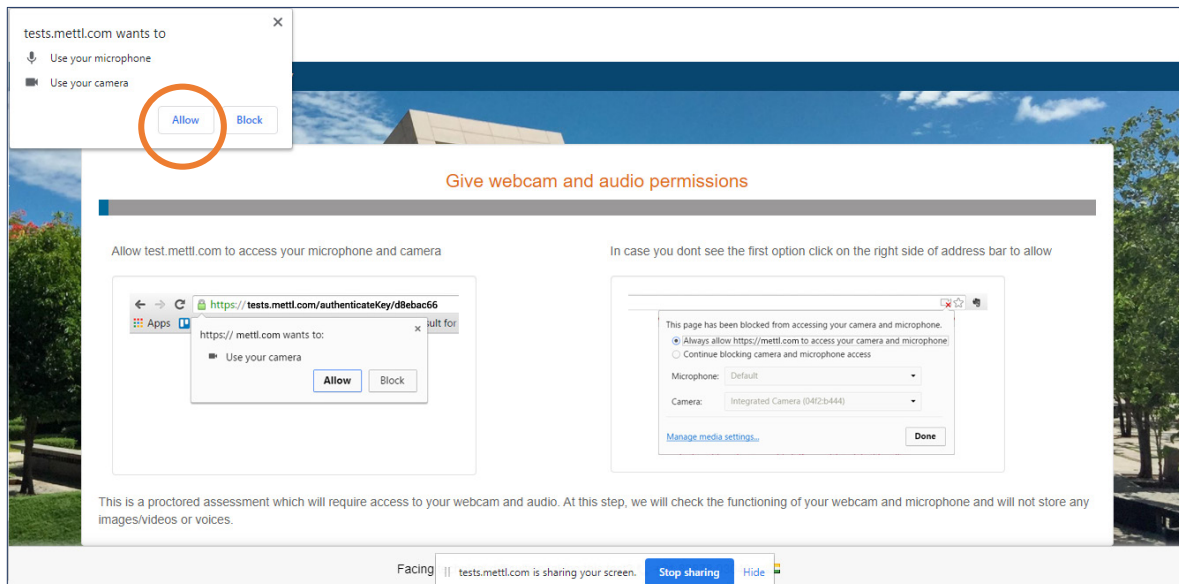 tests.mettl.com wants to
×
Use your microphone
Use your camera
Allow Block
Give webcam and audio permissions
Allow test.mettl.com to access your microphone and camera
https://tests.mettl.com/authenticateKey/d8ebac66
Apps sult for
https:// mettl.com wants to:
×
Use your camera
Allow Block
In case you dont see the first option click on the right side of address bar to allow
This page has been blocked from accessing your camera and microphone.
Always allow https://mettl.com to access your camera and microphone
Continue blocking camera and microphone access
Microphone: Default
Camera: Integrated Camera (04f2:b444)
Manage media settings... Done
This is a proctored assessment which will require access to your webcam and audio. At this step, we will check the functioning of your webcam and microphone and will not store any
images/videos or voices.
Facing
tests.mettl.com is sharing your screen. Stop sharing Hide